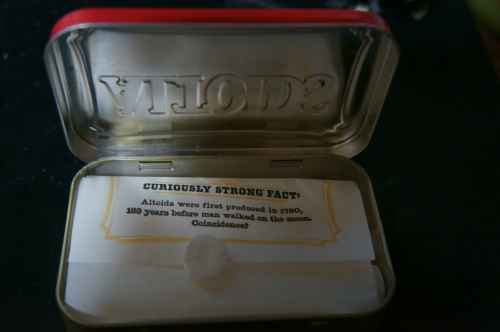 ALTOIDS
CURIOUSLY STRONG FACT:
Altoids were first produced in 1780,
189 years before man walked on the moon.
Coincidence?